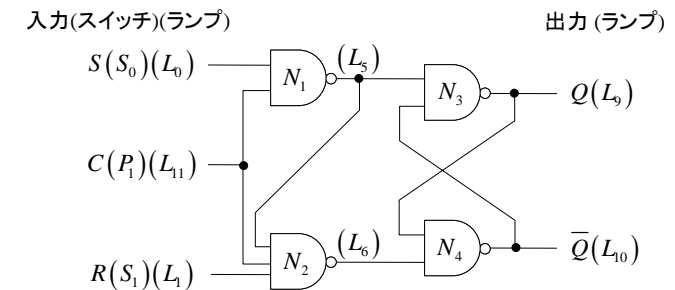 入力(スイッチ)(ランプ)
出力 (ランプ)
S(S₀)(L₀)
N₁
(L₅)
N₃
Q(L₉)
C(P₁)(L₁₁)
R(S₁)(L₁)
N₂
(L₆)
N₄
Q̅(L₁₀)